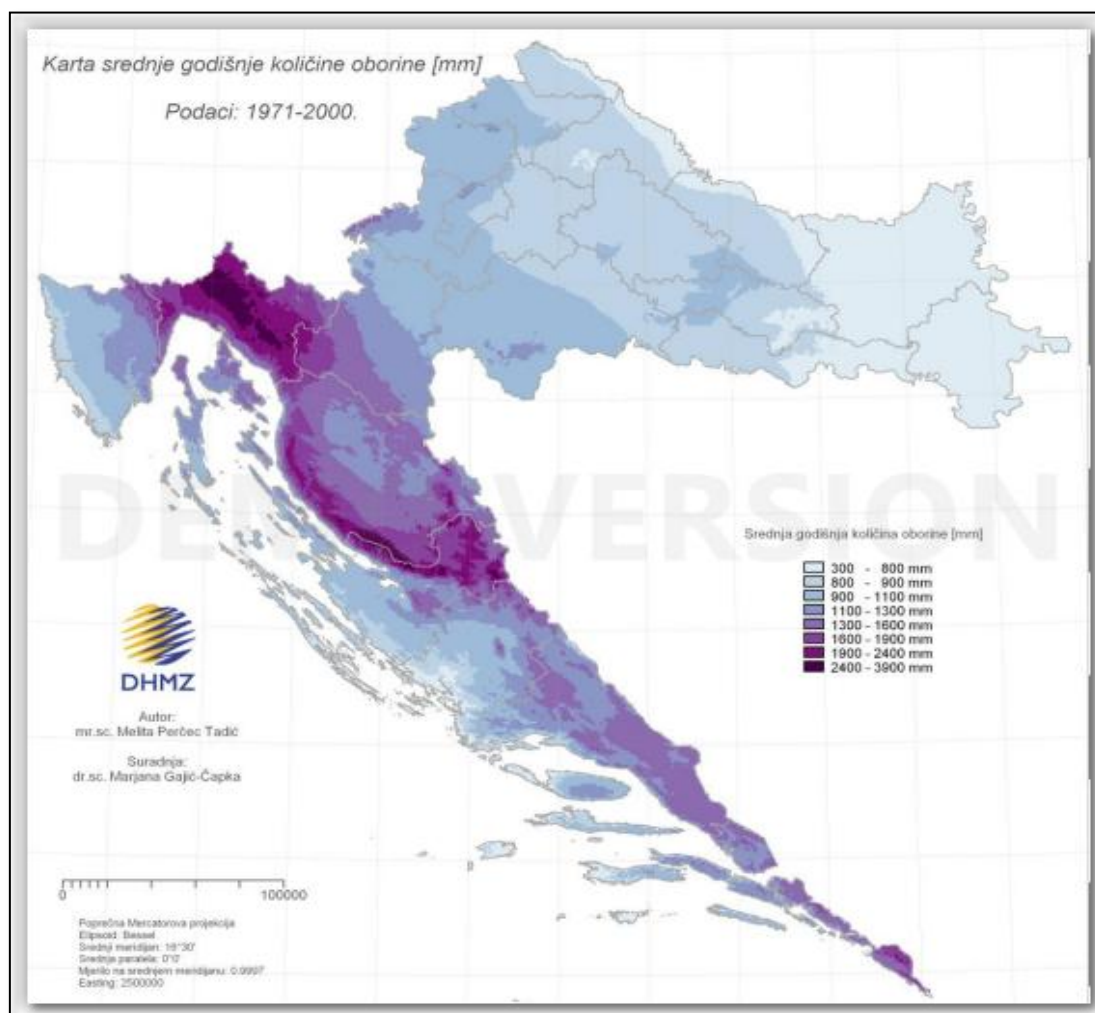 Karta srednje godišnje količine oborine [mm]
Podaci: 1971-2000.
DEMO VERSION
Srednja godišnja količina oborine [mm]
300 - 800 mm
800 - 900 mm
900 - 1100 mm
1100 - 1300 mm
1300 - 1600 mm
1600 - 1900 mm
1900 - 2400 mm
2400 - 3900 mm
DHMZ
Autor:
mr.sc. Melita Perčec Tadić
Suradnja:
dr.sc. Marjana Gajić-Čapka
0 100000
Poprečna Mercatorova projekcija
Elipsoid: Bessel
Srednji meridijan: 16°30'
Srednja paralela: 0°0'
Mjerilo na srednjem meridijanu: 0.9997
Easting: 2500000